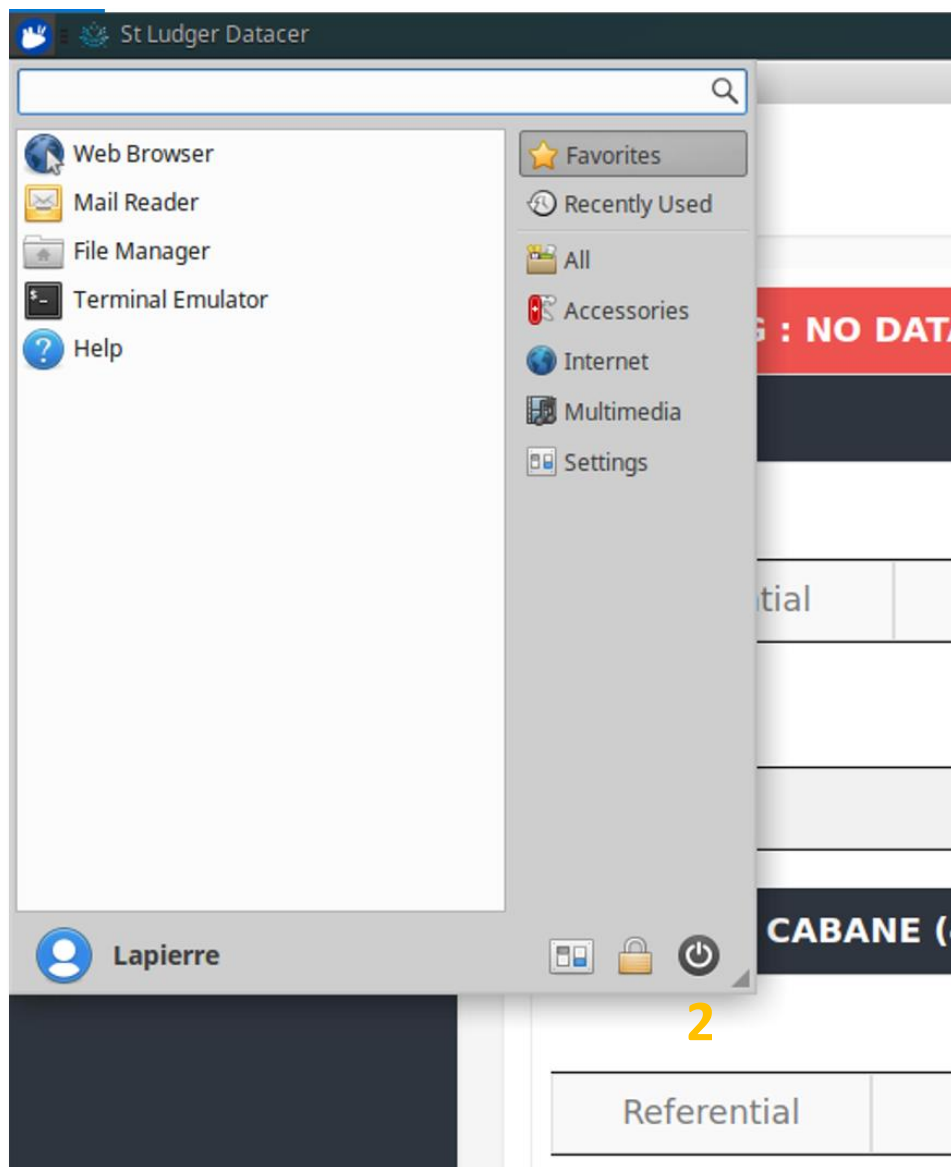 St Ludger Datacer
Web Browser
Mail Reader
File Manager
Terminal Emulator
Help
Favorites
Recently Used
All
Accessories
Internet
Multimedia
Settings
: NO DATA
tial
CABANE (
Lapierre
2
Referential